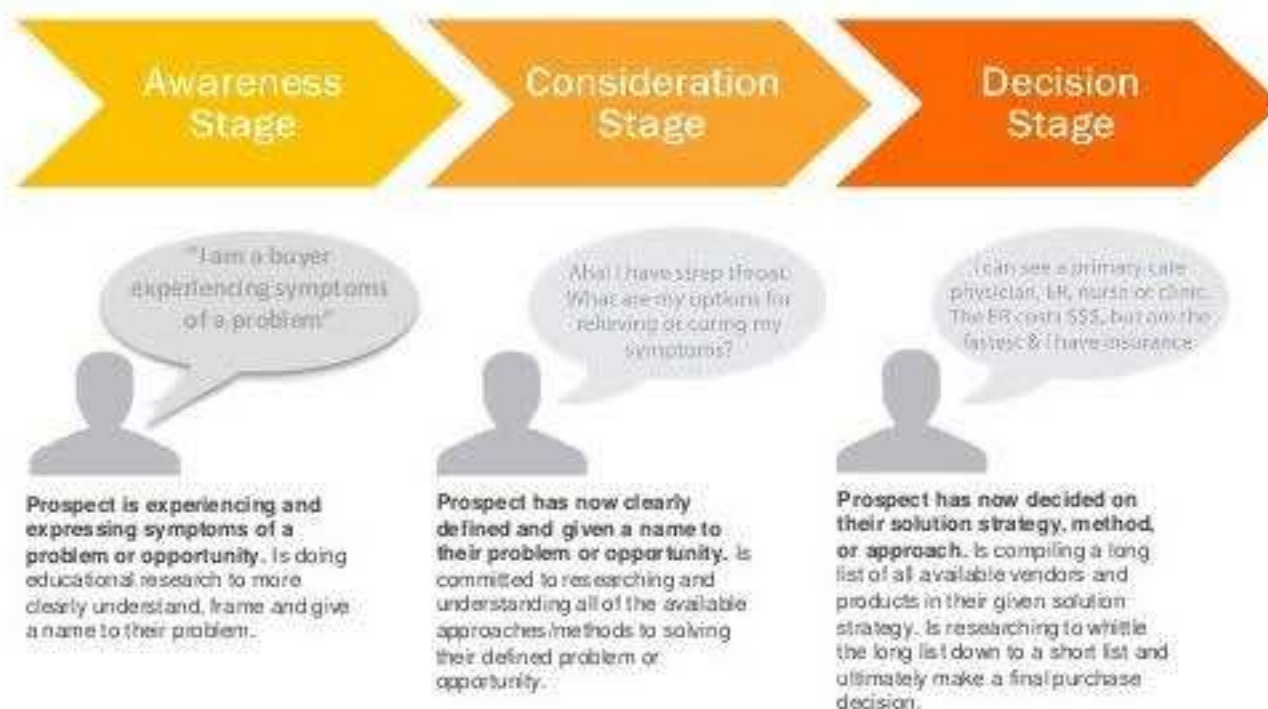 Awareness
Stage
Consideration
Stage
Decision
Stage
"I am a buyer
experiencing symptoms
of a problem"
Aha! I have strep throat.
What are my options for
relieving or curing my
symptoms?
I can see a primary care
physician, ER, nurse or clinic.
The ER costs $$$, but are the
fastest & I have insurance.
Prospect is experiencing and
expressing symptoms of a
problem or opportunity. Is doing
educational research to more
clearly understand, frame and give
a name to their problem.
Prospect has now clearly
defined and given a name to
their problem or opportunity. Is
committed to researching and
understanding all of the available
approaches/methods to solving
their defined problem or
opportunity.
Prospect has now decided on
their solution strategy, method,
or approach. Is compiling a long
list of all available vendors and
products in their given solution
strategy. Is researching to whittle
the long list down to a short list and
ultimately make a final purchase
decision.